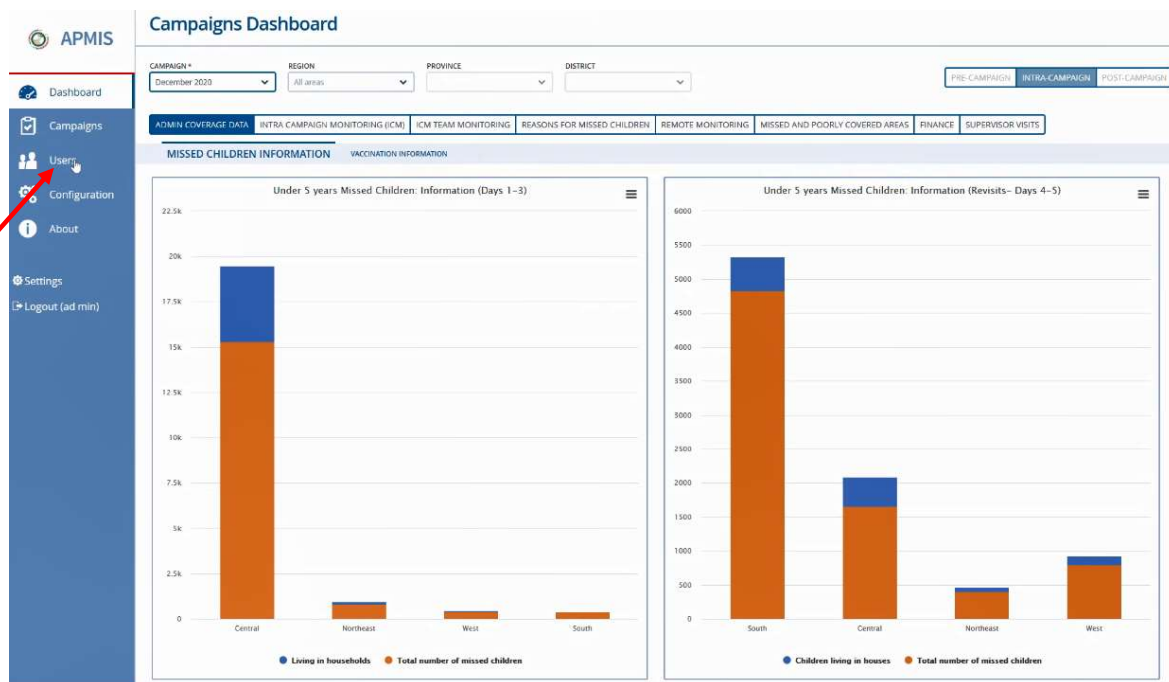 APMIS
Dashboard
Campaigns
Users
Configuration
About
Settings
Logout (ad min)
Campaigns Dashboard
CAMPAIGN *
December 2020
REGION
All areas
PROVINCE
DISTRICT
PRE-CAMPAIGN INTRA-CAMPAIGN POST-CAMPAIGN
ADMIN COVERAGE DATA INTRA CAMPAIGN MONITORING (ICM) ICM TEAM MONITORING REASONS FOR MISSED CHILDREN REMOTE MONITORING MISSED AND POORLY COVERED AREAS FINANCE SUPERVISOR VISITS
MISSED CHILDREN INFORMATION VACCINATION INFORMATION
Under 5 years Missed Children: Information (Days 1-3)
22.5k
20k
17.5k
15k
12.5k
10k
7.5k
5k
2.5k
0
Central Northeast West South
Living in households Total number of missed children
Under 5 years Missed Children: Information (Revisits- Days 4-5)
6000
5500
5000
4500
4000
3500
3000
2500
2000
1500
1000
500
0
South Central Northeast West
Children living in houses Total number of missed children